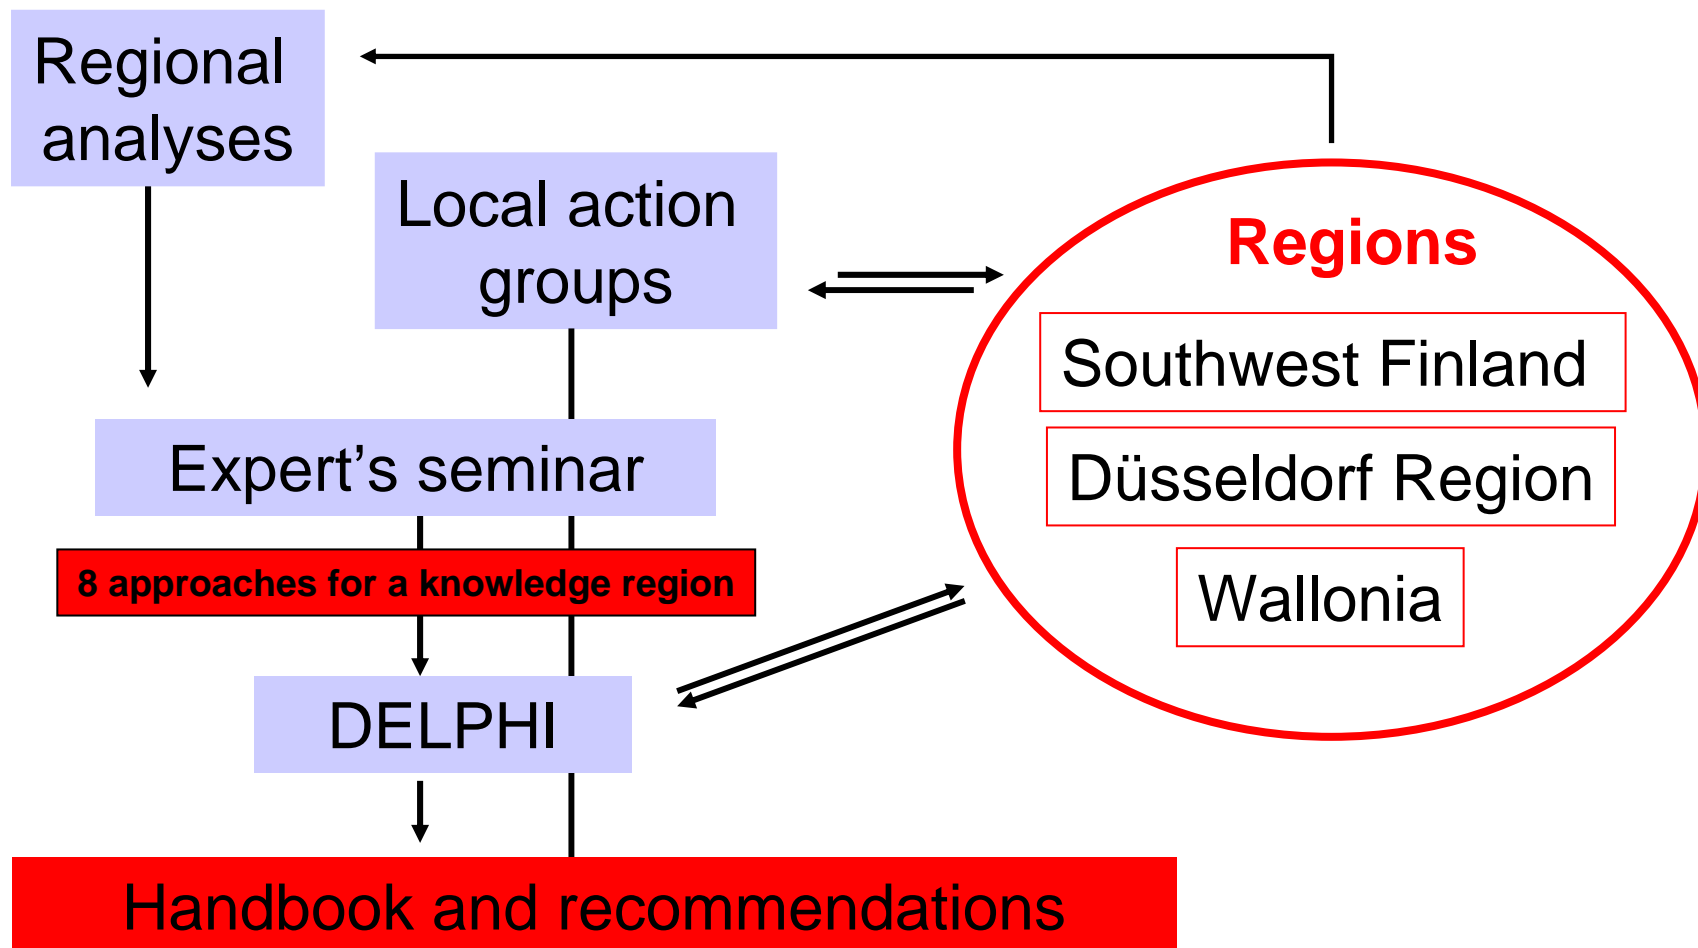 Regional
analyses
Local action
groups
Regions
Southwest Finland
Düsseldorf Region
Wallonia
Expert’s seminar
8 approaches for a knowledge region
DELPHI
Handbook and recommendations